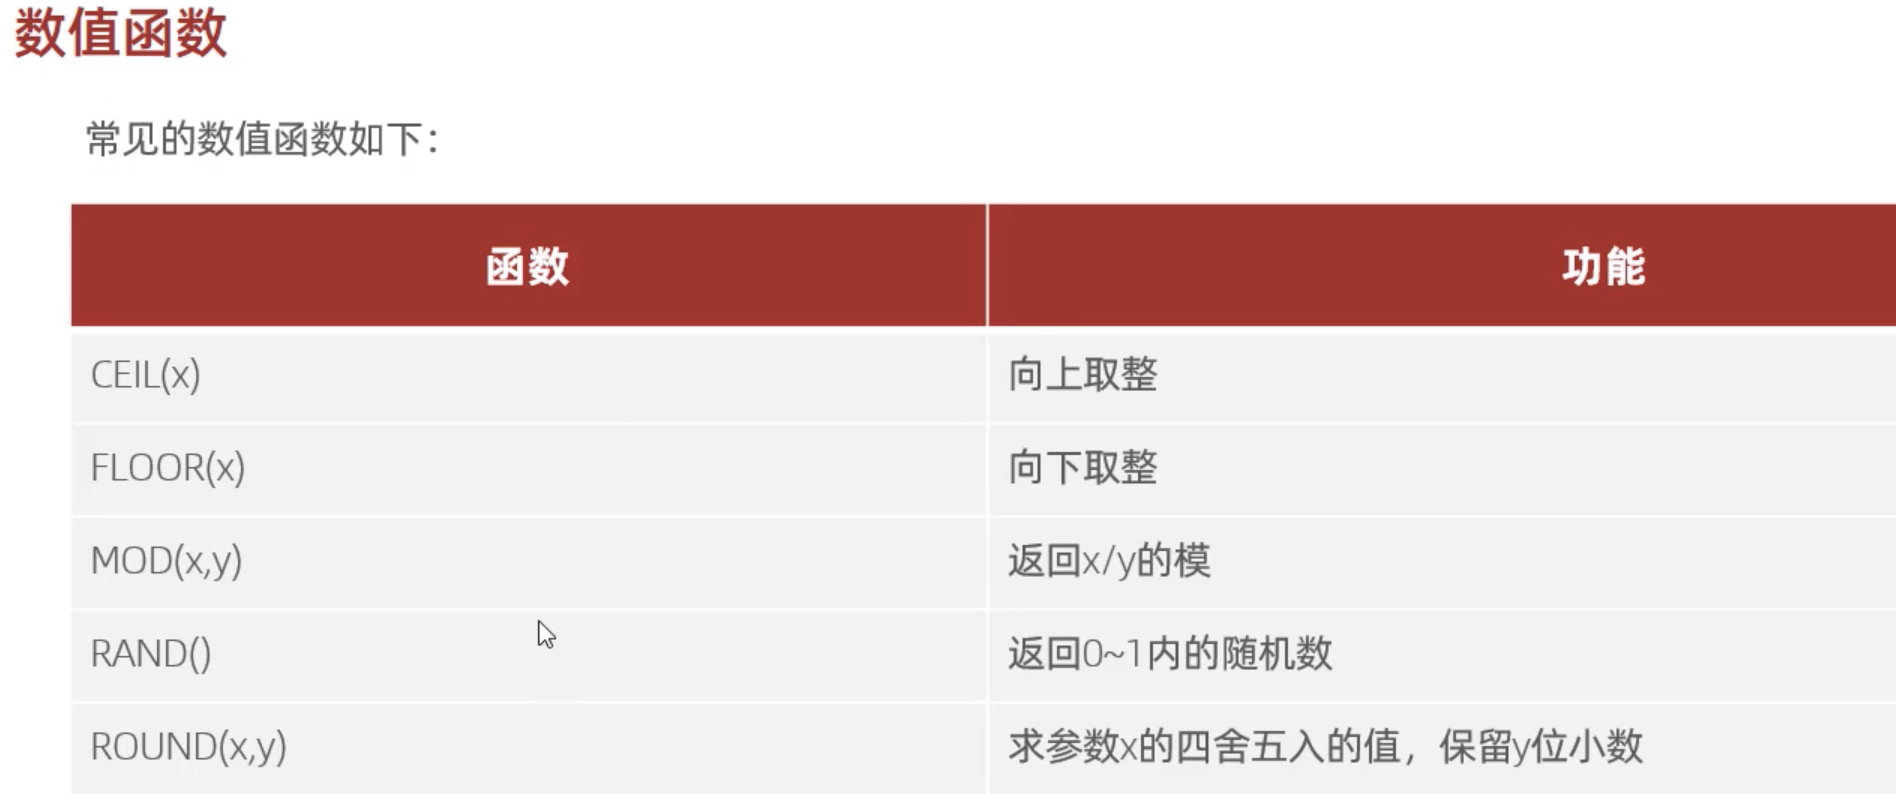 数值函数
常见的数值函数如下：
函数 功能
CEIL(x) 向上取整
FLOOR(x) 向下取整
MOD(x,y) 返回x/y的模
RAND() 返回0~1内的随机数
ROUND(x,y) 求参数x的四舍五入的值，保留y位小数